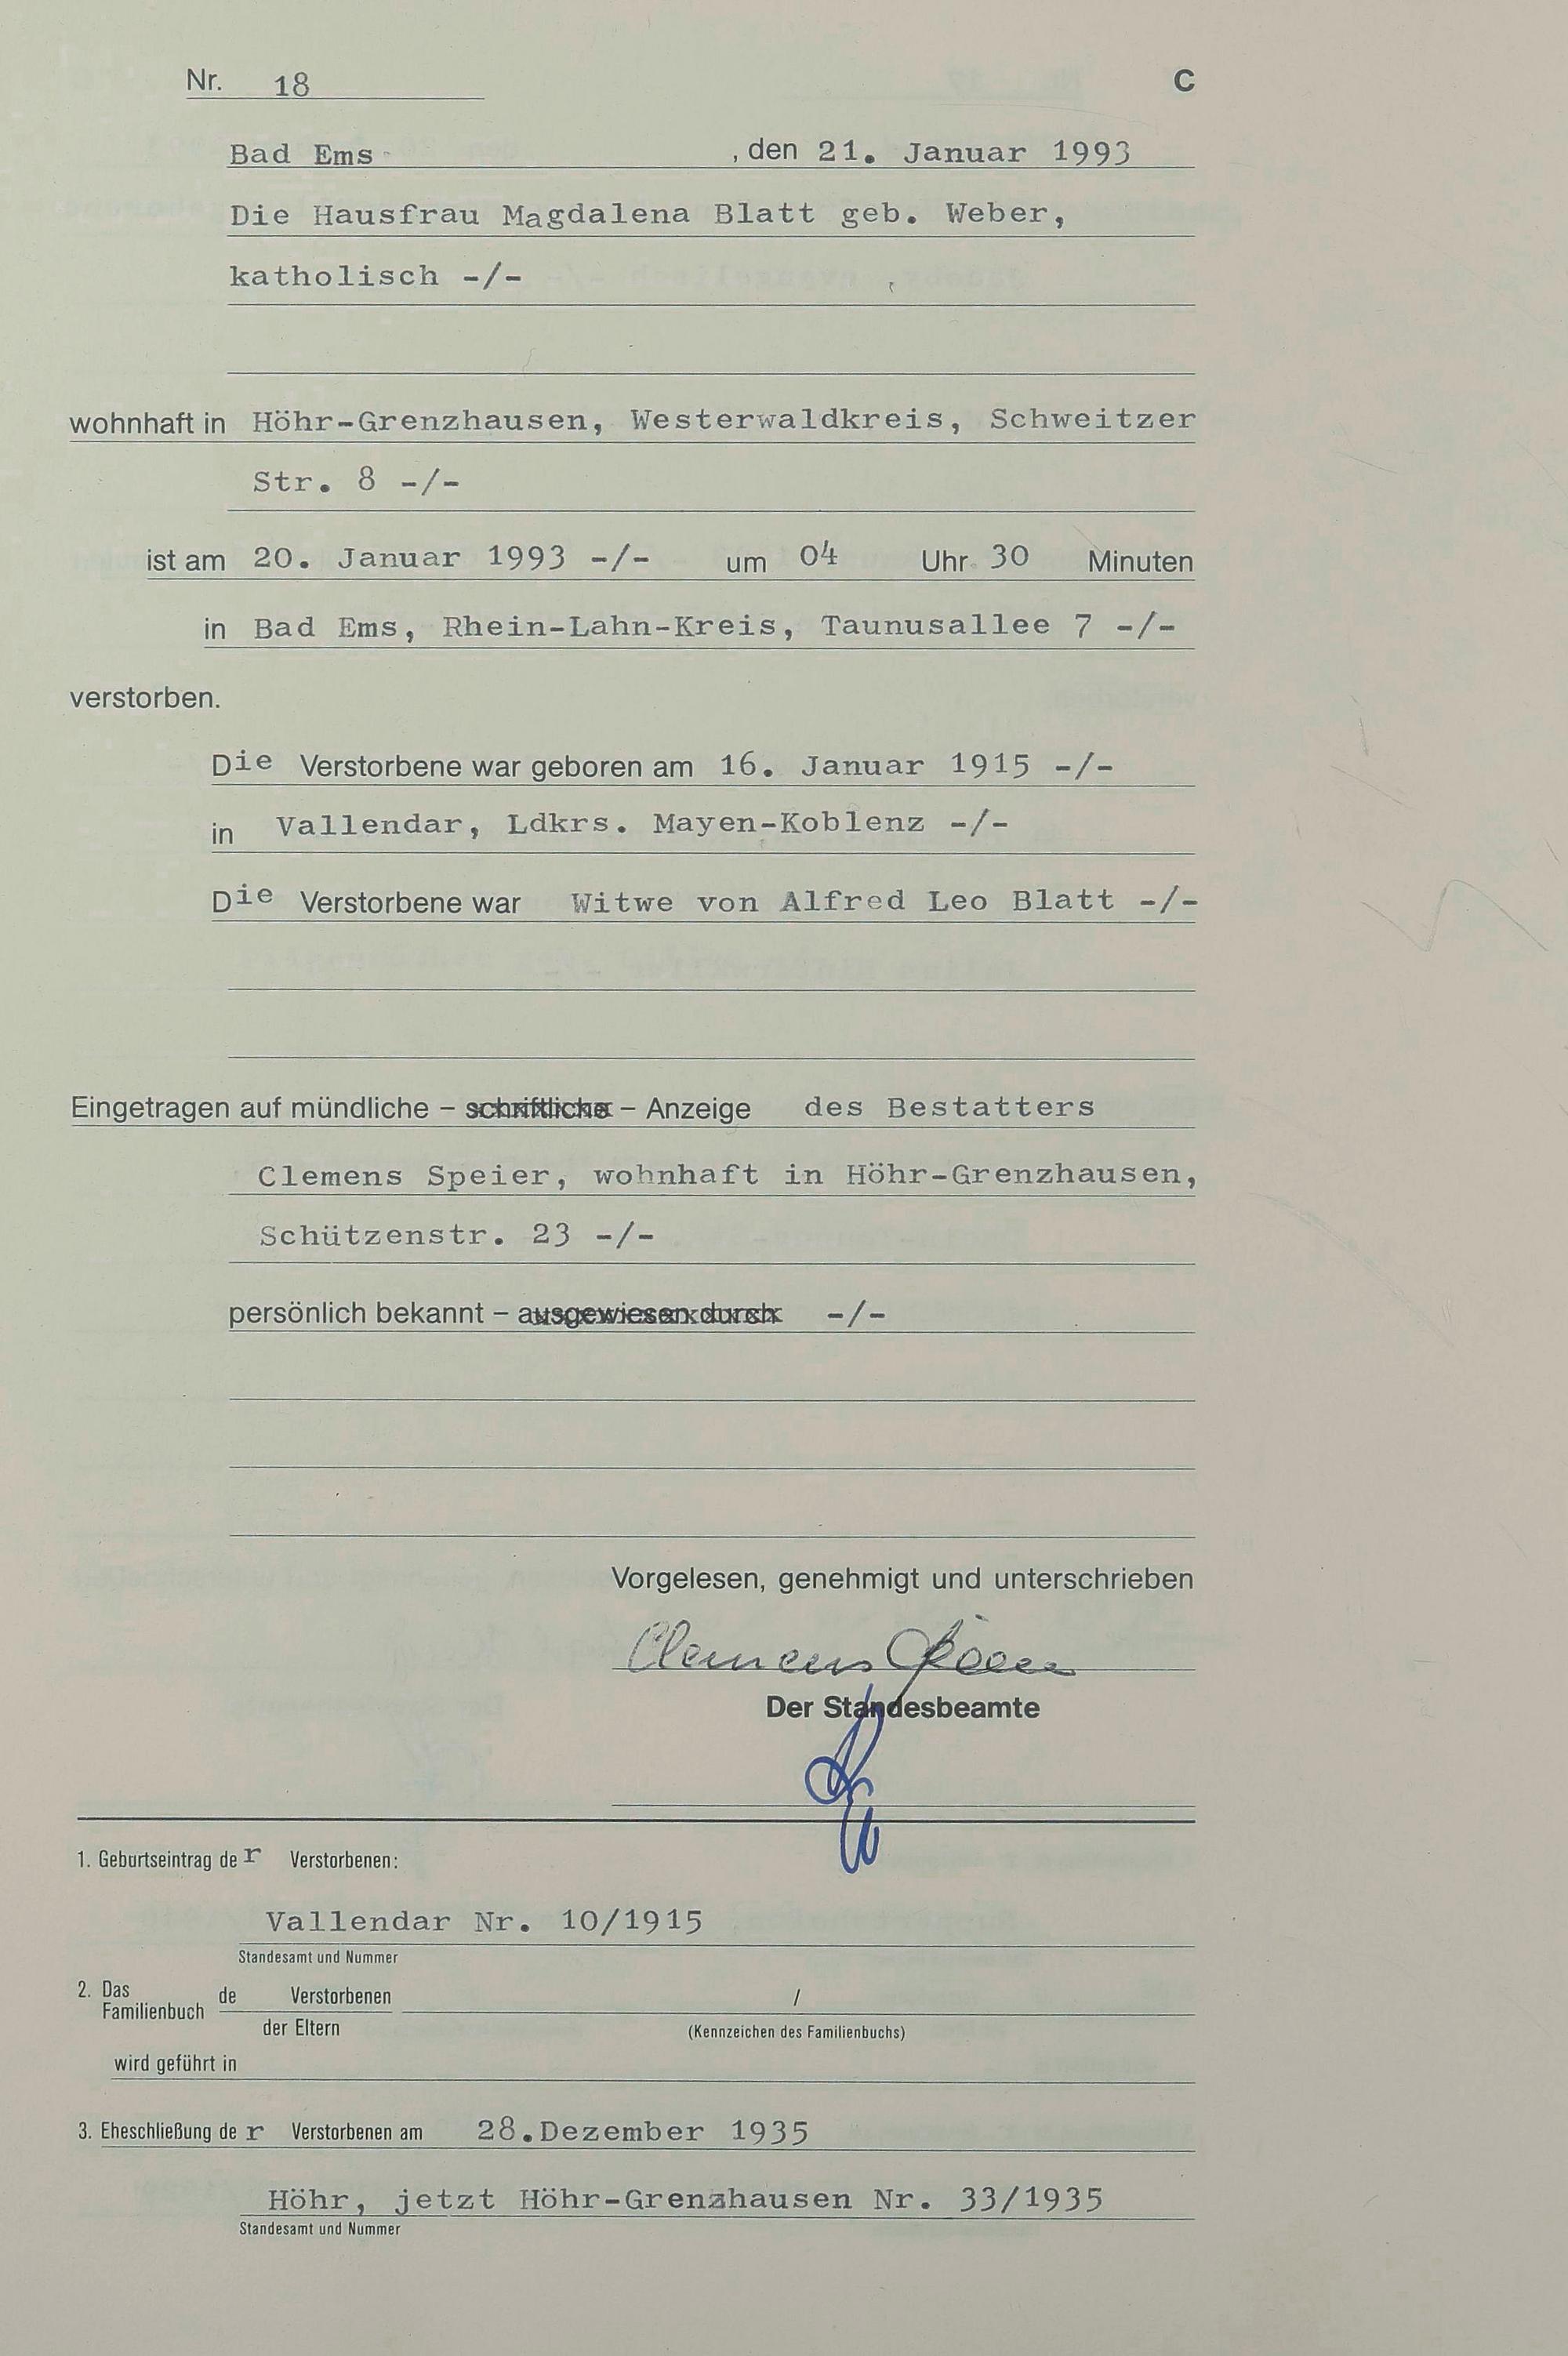 Nr. 18 C
Bad Ems , den 21. Januar 1993
Die Hausfrau Magdalena Blatt geb. Weber,
katholisch -/-
wohnhaft in Höhr-Grenzhausen, Westerwaldkreis, Schweitzer
Str. 8 -/-
ist am 20. Januar 1993 -/- um 04 Uhr 30 Minuten
in Bad Ems, Rhein-Lahn-Kreis, Taunusallee 7 -/-
verstorben.
Die Verstorbene war geboren am 16. Januar 1915 -/-
in Vallendar, Ldkrs. Mayen-Koblenz -/-
Die Verstorbene war Witwe von Alfred Leo Blatt -/-
Eingetragen auf mündliche – schriftliche – Anzeige des Bestatters
Clemens Speier, wohnhaft in Höhr-Grenzhausen,
Schützenstr. 23 -/-
persönlich bekannt – ausgewiesen durch -/-
Vorgelesen, genehmigt und unterschrieben
Clemens Speier
Der Standesbeamte
1. Geburtseintrag der Verstorbenen:
Vallendar Nr. 10/1915
Standesamt und Nummer
2. Das Familienbuch de Verstorbenen /
der Eltern (Kennzeichen des Familienbuchs)
wird geführt in
3. Eheschließung der Verstorbenen am 28.Dezember 1935
Höhr, jetzt Höhr-Grenzhausen Nr. 33/1935
Standesamt und Nummer